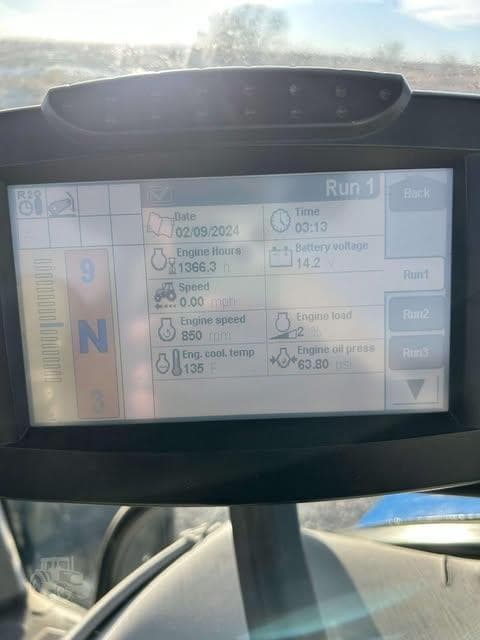 R2
Run 1
Back
Date
02/09/2024
Time
03:13
Engine Hours
1366.3 h
Battery voltage
14.2 V
Run1
Speed
0.00 mph
9
N
3
Engine speed
850 rpm
Engine load
2
Run2
Eng. cool. temp
135 F
Engine oil press
63.80 psi
Run3